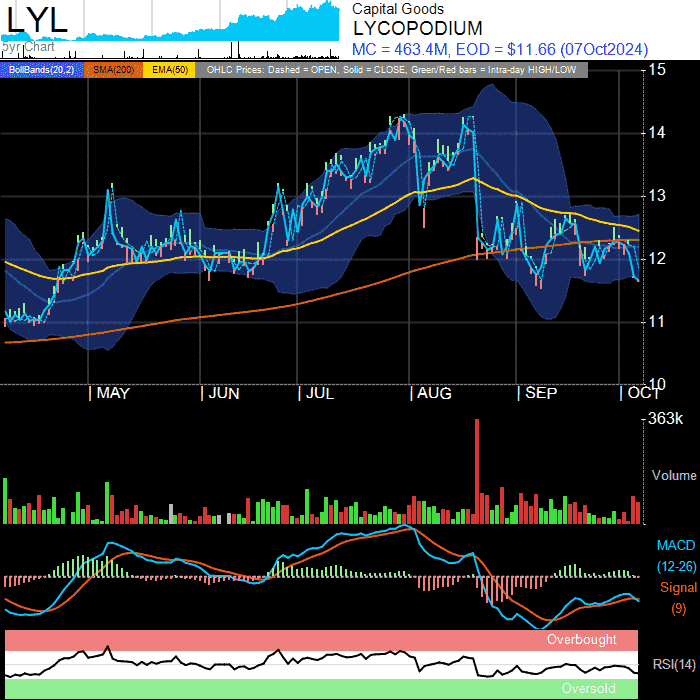 LYL
5yr Chart
Capital Goods
LYCOPODIUM
MC = 463.4M, EOD = $11.66 (07Oct2024)
BollBands(20,2) SMA(200) EMA(50) OHLC Prices: Dashed = OPEN, Solid = CLOSE, Green/Red bars = Intra-day HIGH/LOW
15
14
13
12
11
10
| MAY | JUN | JUL | AUG | SEP | OCT
363k
Volume
MACD
(12-26)
Signal
(9)
Overbought
RSI(14)
Oversold